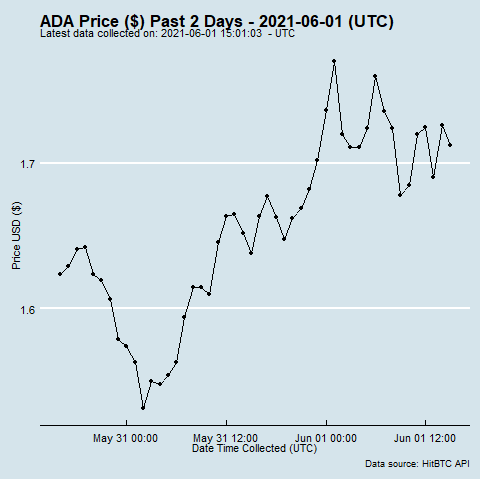 ADA Price ($) Past 2 Days - 2021-06-01 (UTC)
Latest data collected on: 2021-06-01 15:01:03  - UTC
1.7
Price USD ($)
1.6
May 31 00:00
May 31 12:00
Jun 01 00:00
Jun 01 12:00
Date Time Collected (UTC)
Data source: HitBTC API